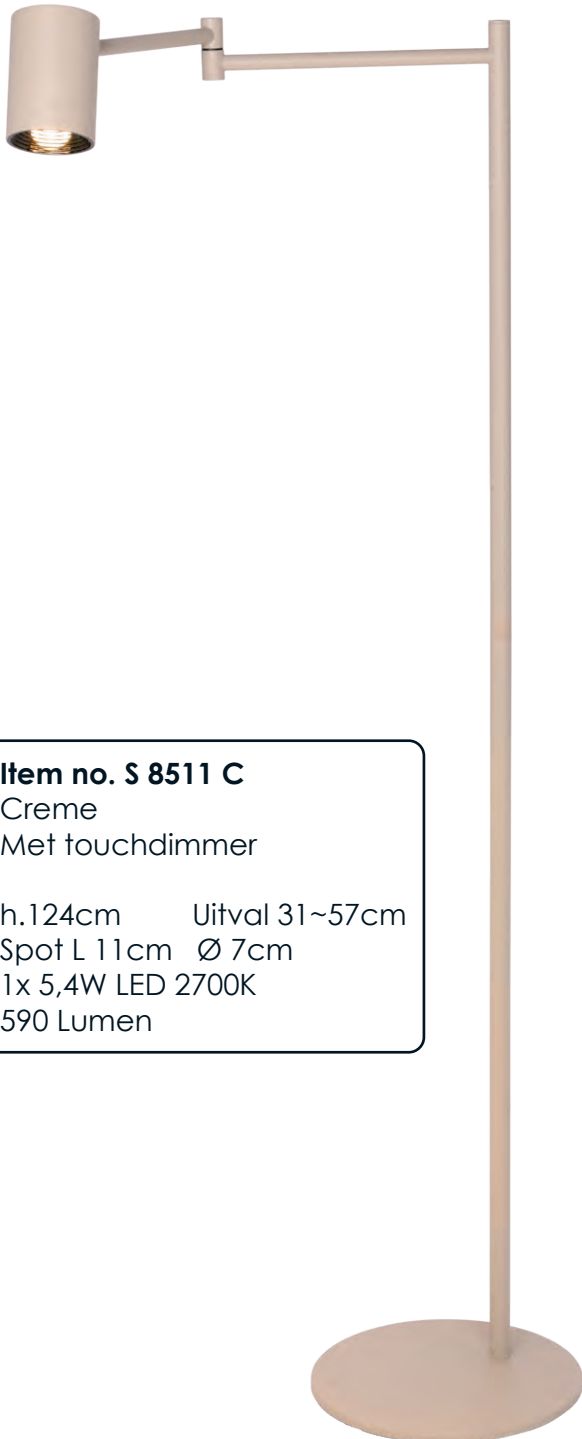 Item no. S 8511 C
Creme
Met touchdimmer
h.124cm Uitval 31~57cm
Spot L 11cm Ø 7cm
1x 5,4W LED 2700K
590 Lumen